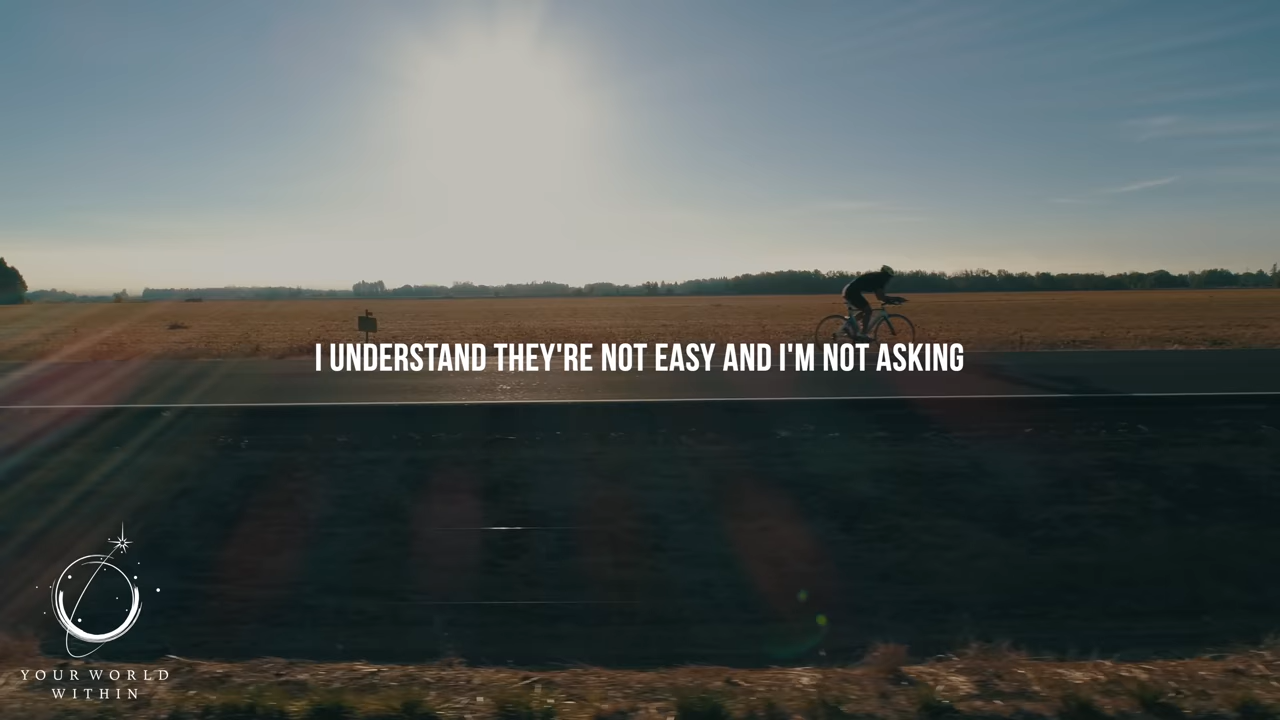 I UNDERSTAND THEY'RE NOT EASY AND I'M NOT ASKING
YOUR WORLD
WITHIN